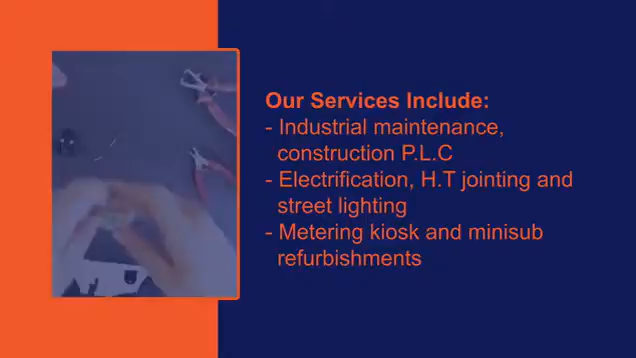 Our Services Include:
- Industrial maintenance,
construction P.L.C
- Electrification, H.T jointing and
street lighting
- Metering kiosk and minisub
refurbishments